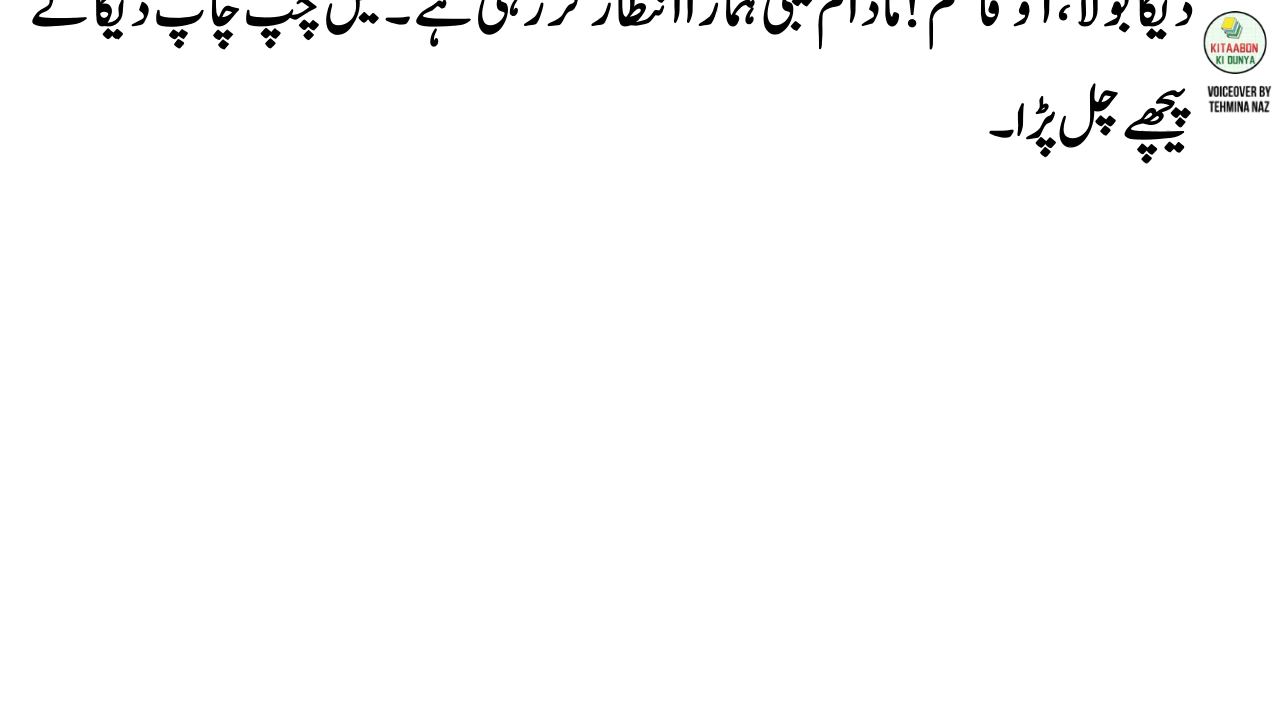 دیگا بولا، آؤ قاسم! مادام لیلی ہمارا انتظار کر رہی ہے۔ میں چپ چاپ دیگا کے
پیچھے چل پڑا۔
KITAABON
KI DUNYA
VOICEOVER BY
TEHMINA NAZ